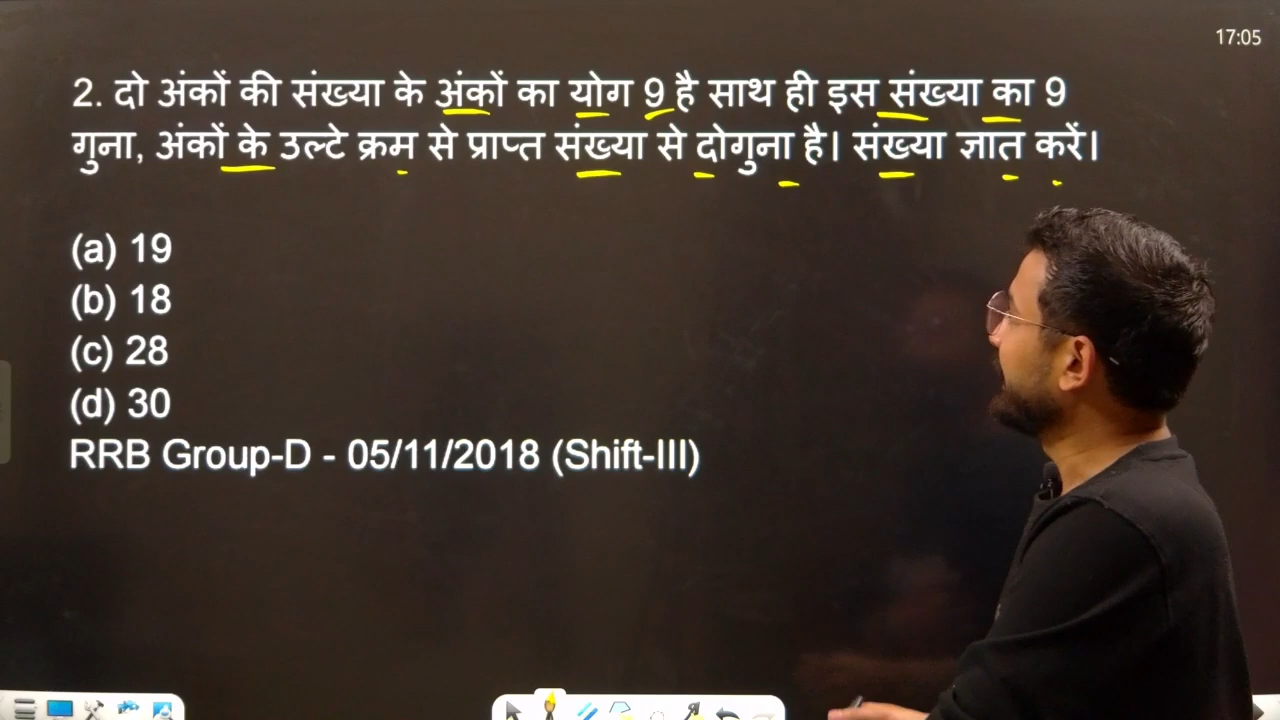 17:05
2. दो अंकों की संख्या के अंकों का योग 9 है साथ ही इस संख्या का 9
गुना, अंकों के उल्टे क्रम से प्राप्त संख्या से दोगुना है। संख्या ज्ञात करें।
(a) 19
(b) 18
(c) 28
(d) 30
RRB Group-D - 05/11/2018 (Shift-III)